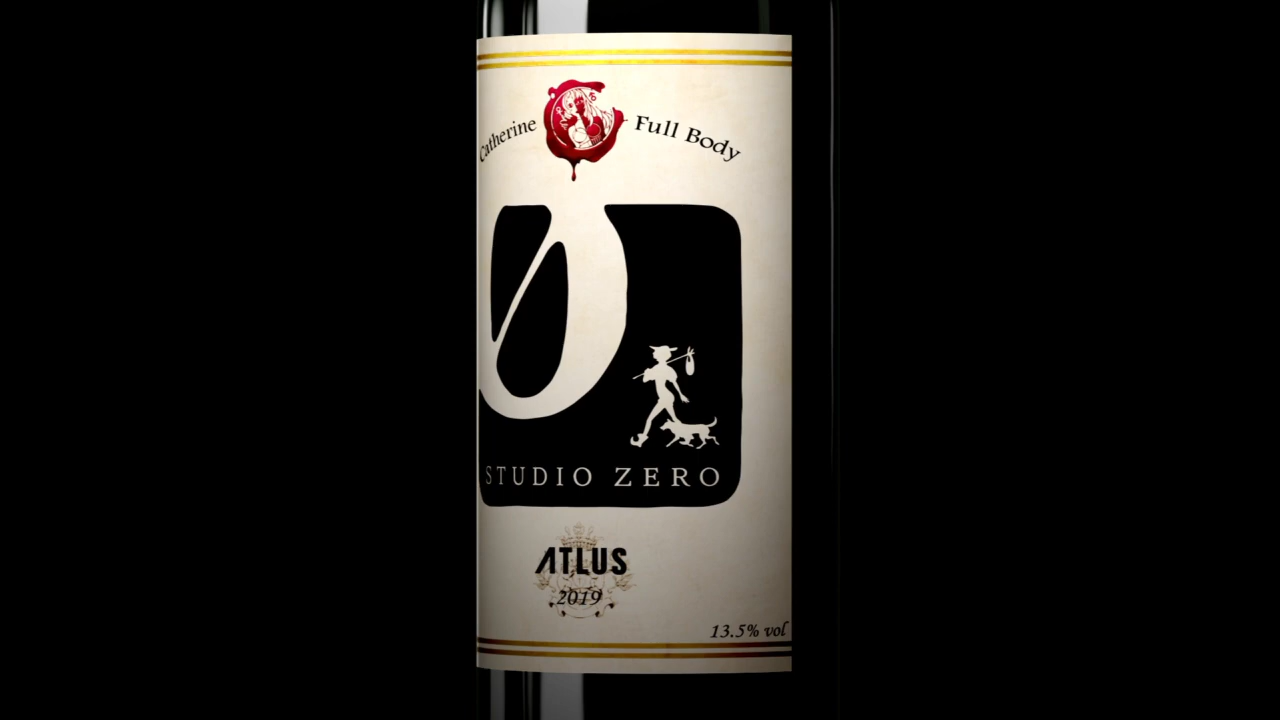 Catherine Full Body
STUDIO ZERO
ATLUS
2019
13.5% vol